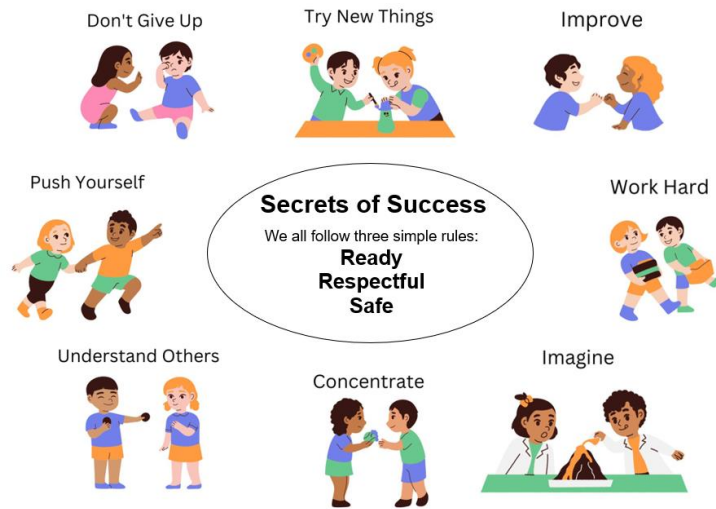 Don't Give Up
Try New Things
Improve
Push Yourself
Secrets of Success
We all follow three simple rules:
Ready
Respectful
Safe
Work Hard
Understand Others
Concentrate
Imagine